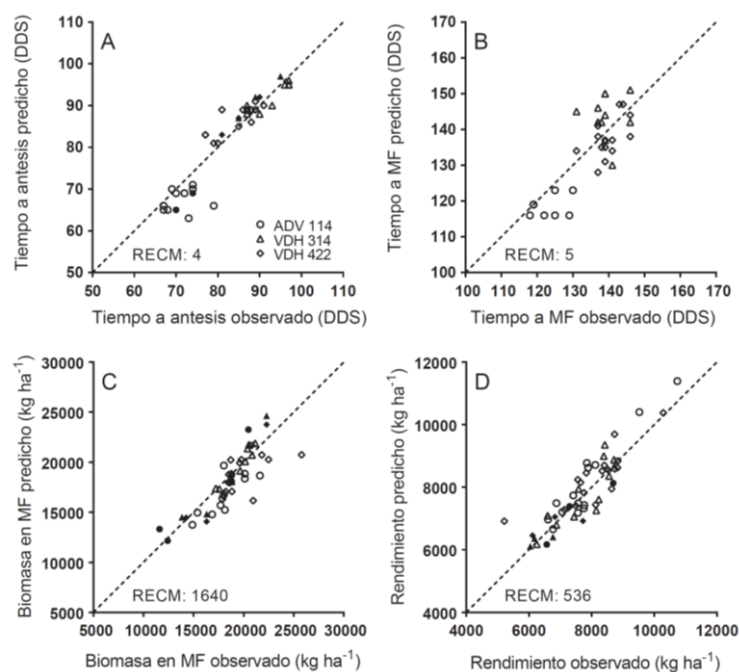 A
Tiempo a antesis predicho (DDS)
110
100
90
80
70
60
50
RECM: 4
ADV 114
VDH 314
VDH 422
50 60 70 80 90 100 110
Tiempo a antesis observado (DDS)
B
Tiempo a MF predicho (DDS)
170
160
150
140
130
120
110
100
RECM: 5
100 110 120 130 140 150 160 170
Tiempo a MF observado (DDS)
C
Biomasa en MF predicho (kg ha⁻¹)
30000
25000
20000
15000
10000
5000
RECM: 1640
5000 10000 15000 20000 25000 30000
Biomasa en MF observado (kg ha⁻¹)
D
Rendimiento predicho (kg ha⁻¹)
12000
10000
8000
6000
4000
RECM: 536
4000 6000 8000 10000 12000
Rendimiento observado (kg ha⁻¹)